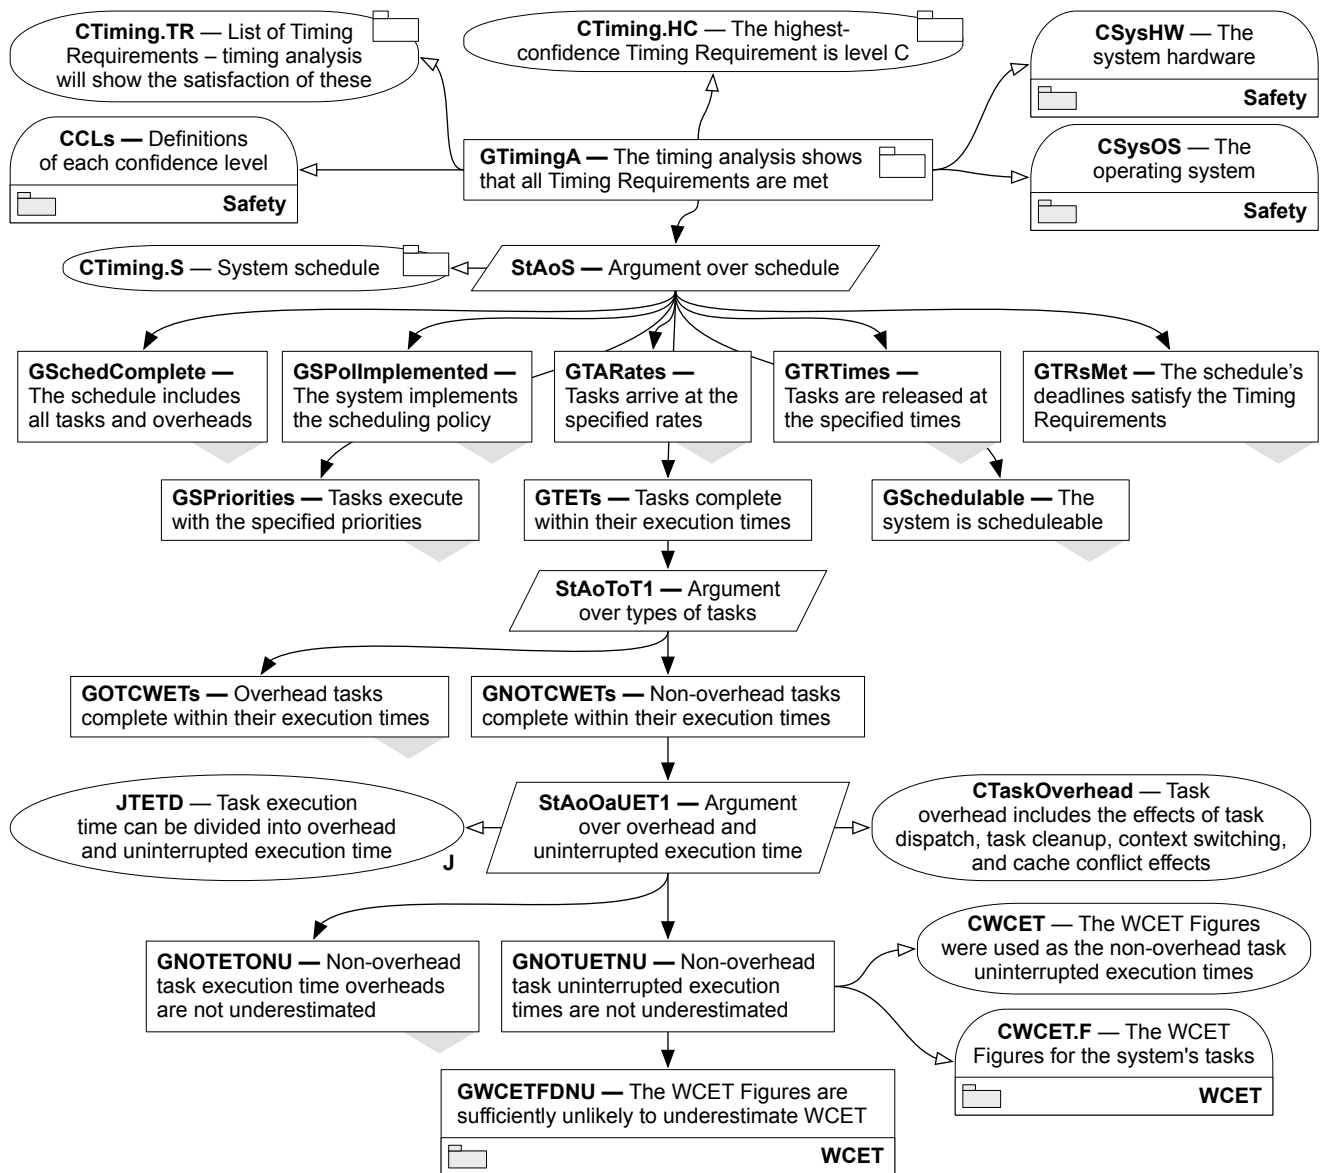 CTiming.TR — List of Timing
Requirements – timing analysis
will show the satisfaction of these
CTiming.HC — The highest-
confidence Timing Requirement is level C
CSysHW — The
system hardware
Safety
CCLs — Definitions
of each confidence level
Safety
GTimingA — The timing analysis shows
that all Timing Requirements are met
CSysOS — The
operating system
Safety
CTiming.S — System schedule
StAoS — Argument over schedule
GSchedComplete —
The schedule includes
all tasks and overheads
GSPolImplemented —
The system implements
the scheduling policy
GTARates —
Tasks arrive at the
specified rates
GTRTimes —
Tasks are released at
the specified times
GTRsMet — The schedule's
deadlines satisfy the Timing
Requirements
GSPriorities — Tasks execute
with the specified priorities
GTETs — Tasks complete
within their execution times
GSchedulable — The
system is scheduleable
StAoToT1 — Argument
over types of tasks
GOTCWETs — Overhead tasks
complete within their execution times
GNOTCWETs — Non-overhead tasks
complete within their execution times
JTETD — Task execution
time can be divided into overhead
and uninterrupted execution time
J
StAoOaUET1 — Argument
over overhead and
uninterrupted execution time
CTaskOverhead — Task
overhead includes the effects of task
dispatch, task cleanup, context switching,
and cache conflict effects
GNOTETONU — Non-overhead
task execution time overheads
are not underestimated
GNOTUETNU — Non-overhead
task uninterrupted execution
times are not underestimated
CWCET — The WCET Figures
were used as the non-overhead task
uninterrupted execution times
CWCET.F — The WCET
Figures for the system's tasks
WCET
GWCETFDNU — The WCET Figures are
sufficiently unlikely to underestimate WCET
WCET